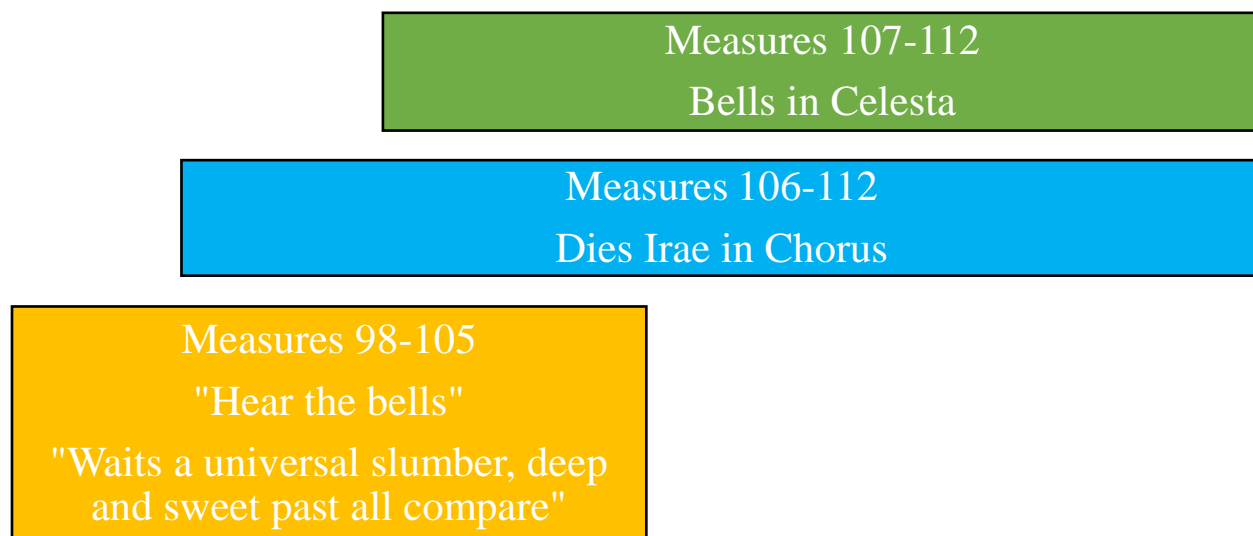 Measures 107-112
Bells in Celesta
Measures 106-112
Dies Irae in Chorus
Measures 98-105
"Hear the bells"
"Waits a universal slumber, deep
and sweet past all compare"